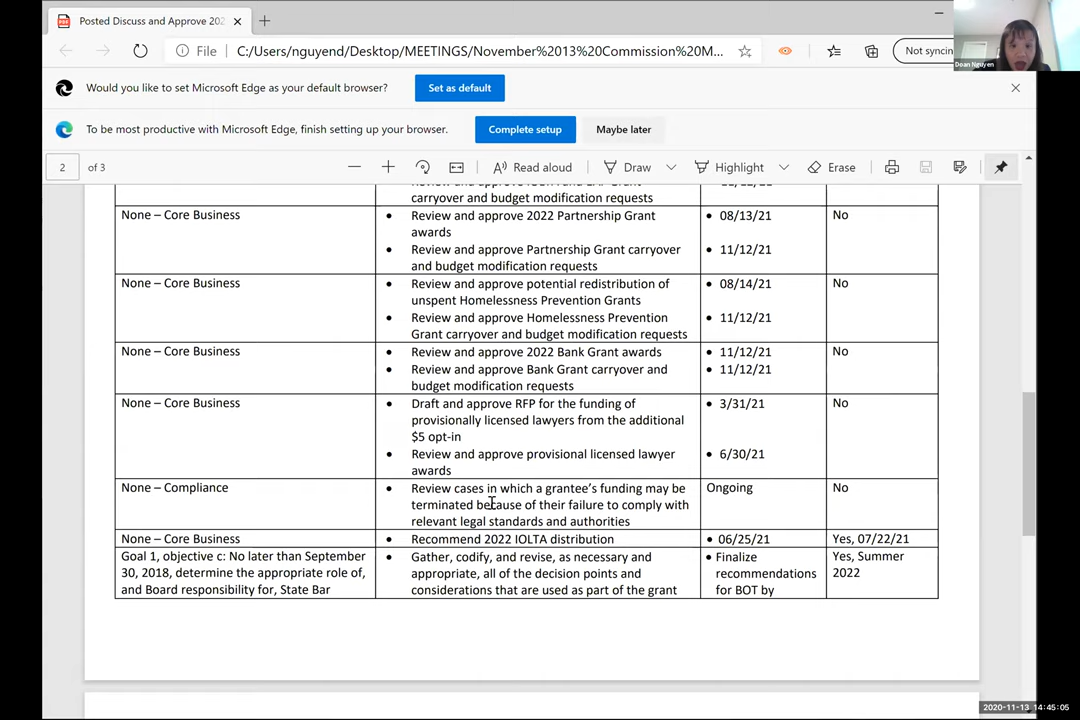 Posted Discuss and Approve 202
File
C:/Users/nguyend/Desktop/MEETINGS/November%2013%20Commission%20M...
Not syncin
Doan Nguyen
Would you like to set Microsoft Edge as your default browser?
Set as default
To be most productive with Microsoft Edge, finish setting up your browser.
Complete setup
Maybe later
2 of 3
Read aloud
Draw
Highlight
Erase
carryover and budget modification requests
None – Core Business
• Review and approve 2022 Partnership Grant
awards
• Review and approve Partnership Grant carryover
and budget modification requests
• 08/13/21
• 11/12/21
No
None – Core Business
• Review and approve potential redistribution of
unspent Homelessness Prevention Grants
• Review and approve Homelessness Prevention
Grant carryover and budget modification requests
• 08/14/21
• 11/12/21
No
None – Core Business
• Review and approve 2022 Bank Grant awards
• Review and approve Bank Grant carryover and
budget modification requests
• 11/12/21
• 11/12/21
No
None – Core Business
• Draft and approve RFP for the funding of
provisionally licensed lawyers from the additional
$5 opt-in
• Review and approve provisional licensed lawyer
awards
• 3/31/21
• 6/30/21
No
None – Compliance
• Review cases in which a grantee's funding may be
terminated because of their failure to comply with
relevant legal standards and authorities
Ongoing
No
None – Core Business
• Recommend 2022 IOLTA distribution
• 06/25/21
Yes, 07/22/21
Goal 1, objective c: No later than September
30, 2018, determine the appropriate role of,
and Board responsibility for, State Bar
• Gather, codify, and revise, as necessary and
appropriate, all of the decision points and
considerations that are used as part of the grant
• Finalize
recommendations
for BOT by
Yes, Summer
2022
2020-11-13 14:45:05